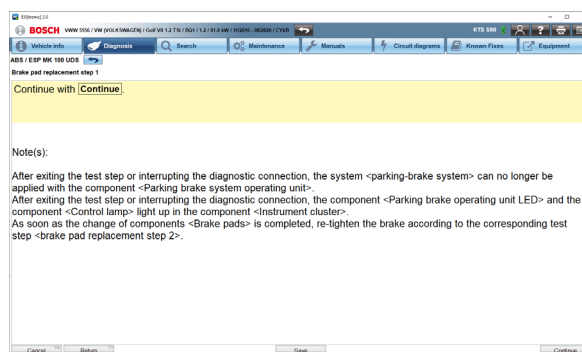 ESI[tronic] 2.0
BOSCH VWW 5556 / VW (VOLKSWAGEN) / Golf VII 1.2 TSI / BQ1 / 1.2 / 81.0 kW / 11/2016 - 08/2020 / CYVD
KTS 590
Vehicle info Diagnosis Search Maintenance Manuals Circuit diagrams Known Fixes Equipment
ABS / ESP MK 100 UDS
Brake pad replacement step 1
Continue with Continue.
Note(s):
After exiting the test step or interrupting the diagnostic connection, the system <parking-brake system> can no longer be
applied with the component <Parking brake system operating unit>.
After exiting the test step or interrupting the diagnostic connection, the component <Parking brake operating unit LED> and the
component <Control lamp> light up in the component <Instrument cluster>.
As soon as the change of components <Brake pads> is completed, re-tighten the brake according to the corresponding test
step <brake pad replacement step 2>.
Cancel Return Save Continue